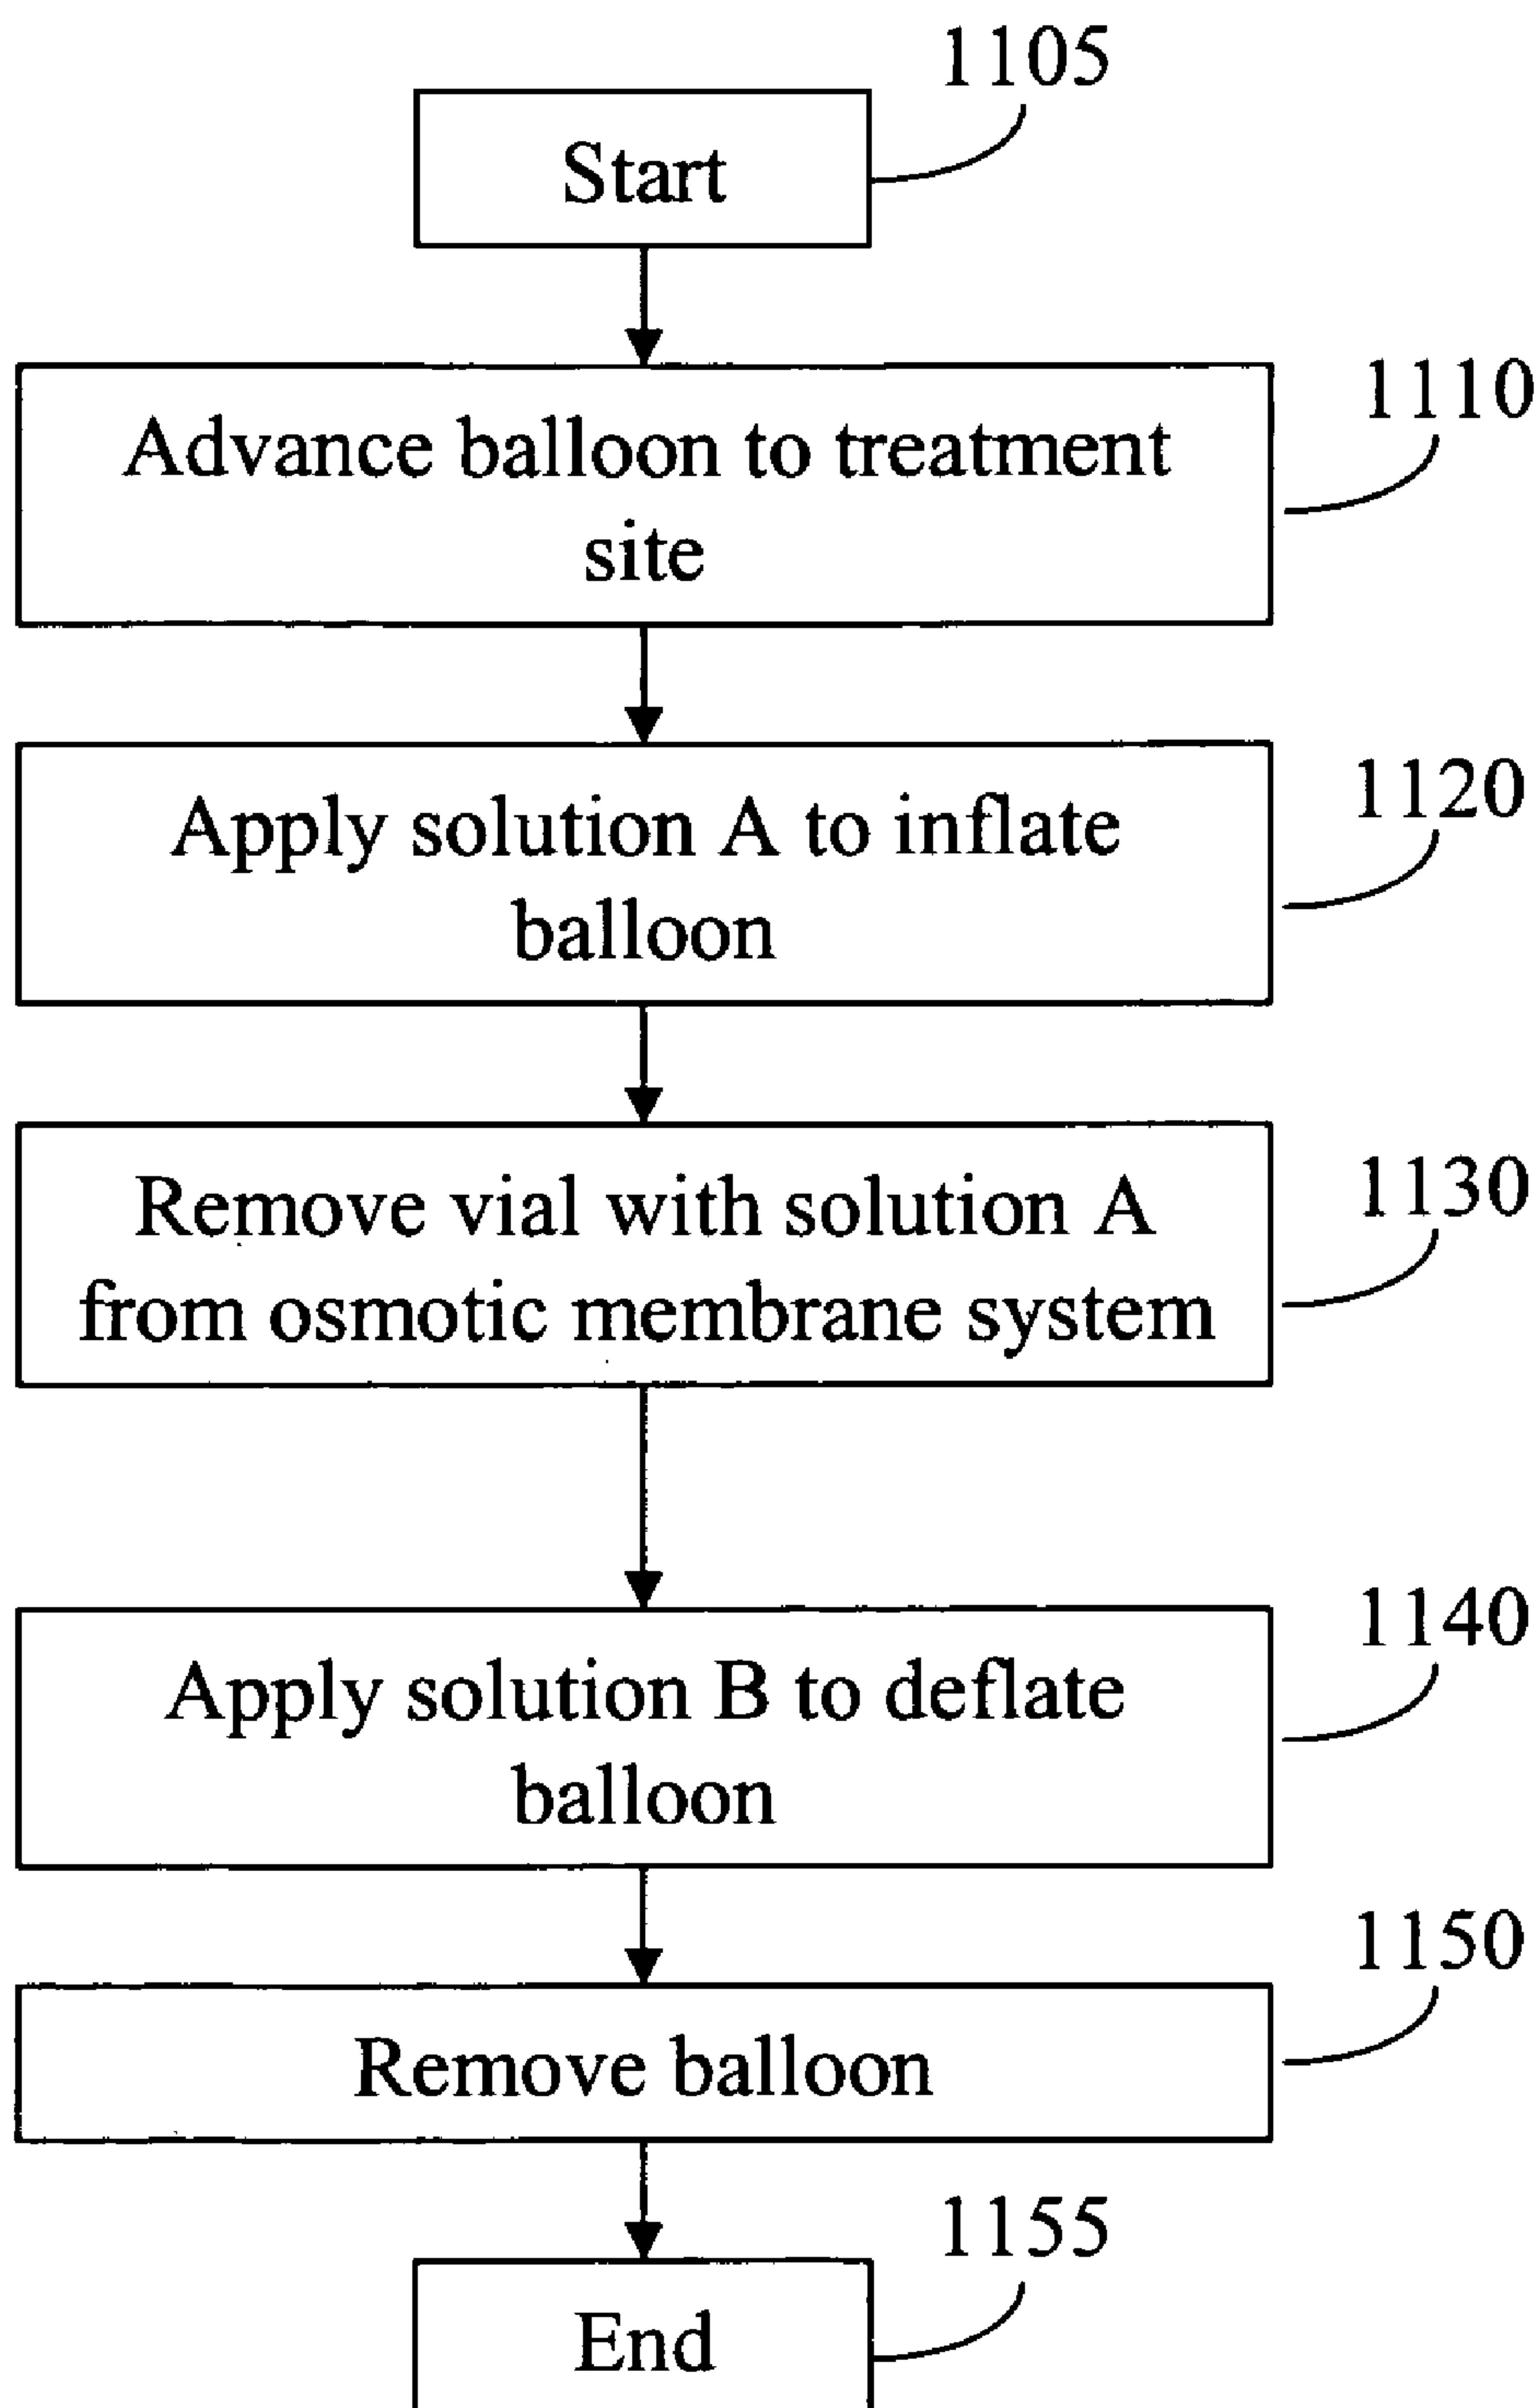 1105
Start
1110
Advance balloon to treatment
site
1120
Apply solution A to inflate
balloon
1130
Remove vial with solution A
from osmotic membrane system
1140
Apply solution B to deflate
balloon
1150
Remove balloon
1155
End